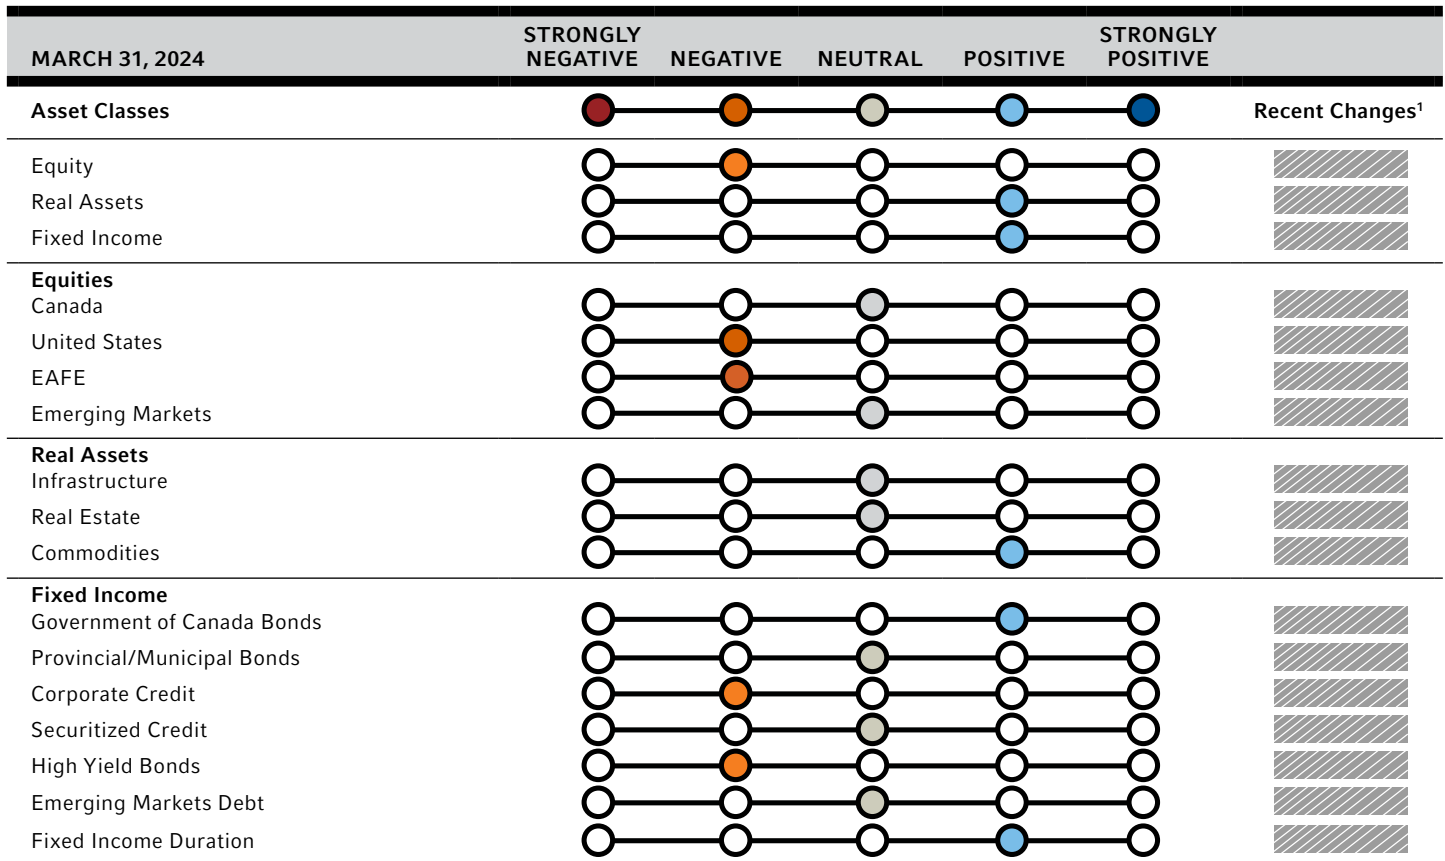 MARCH 31, 2024
STRONGLY
NEGATIVE
NEGATIVE
NEUTRAL
POSITIVE
STRONGLY
POSITIVE
Asset Classes
Recent Changes¹
Equity
Real Assets
Fixed Income
Equities
Canada
United States
EAFE
Emerging Markets
Real Assets
Infrastructure
Real Estate
Commodities
Fixed Income
Government of Canada Bonds
Provincial/Municipal Bonds
Corporate Credit
Securitized Credit
High Yield Bonds
Emerging Markets Debt
Fixed Income Duration